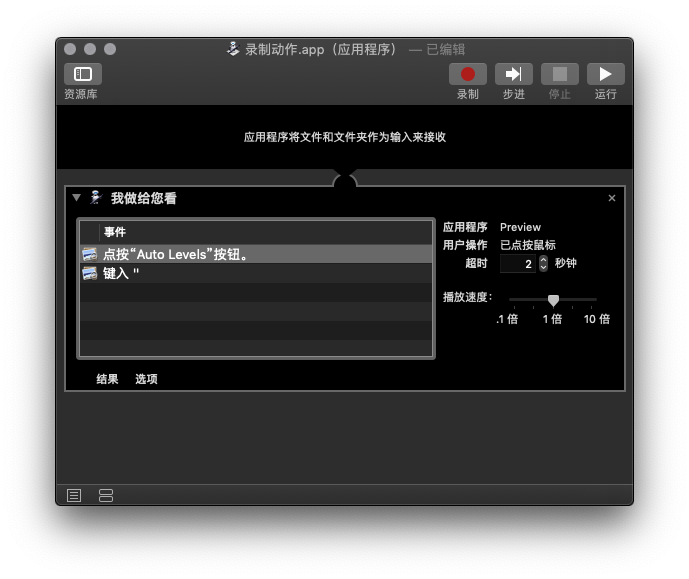 录制动作.app（应用程序） — 已编辑
资源库
录制 步进 停止 运行
应用程序将文件和文件夹作为输入来接收
我做给您看
事件
点按“Auto Levels”按钮。
键入 ''
应用程序 Preview
用户操作 已点按鼠标
超时 2 秒钟
播放速度：
.1 倍 1 倍 10 倍
结果 选项